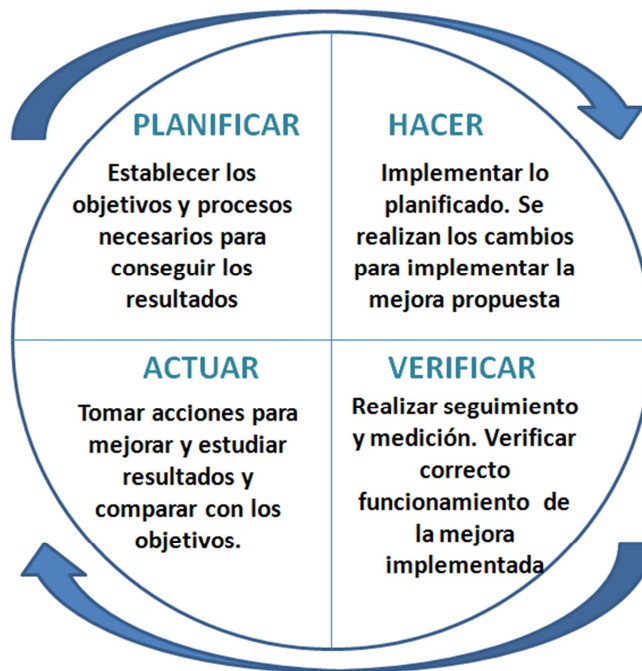 PLANIFICAR
Establecer los
objetivos y procesos
necesarios para
conseguir los
resultados
HACER
Implementar lo
planificado. Se
realizan los cambios
para implementar la
mejora propuesta
ACTUAR
Tomar acciones para
mejorar y estudiar
resultados y
comparar con los
objetivos.
VERIFICAR
Realizar seguimiento
y medición. Verificar
correcto
funcionamiento de
la mejora
implementada